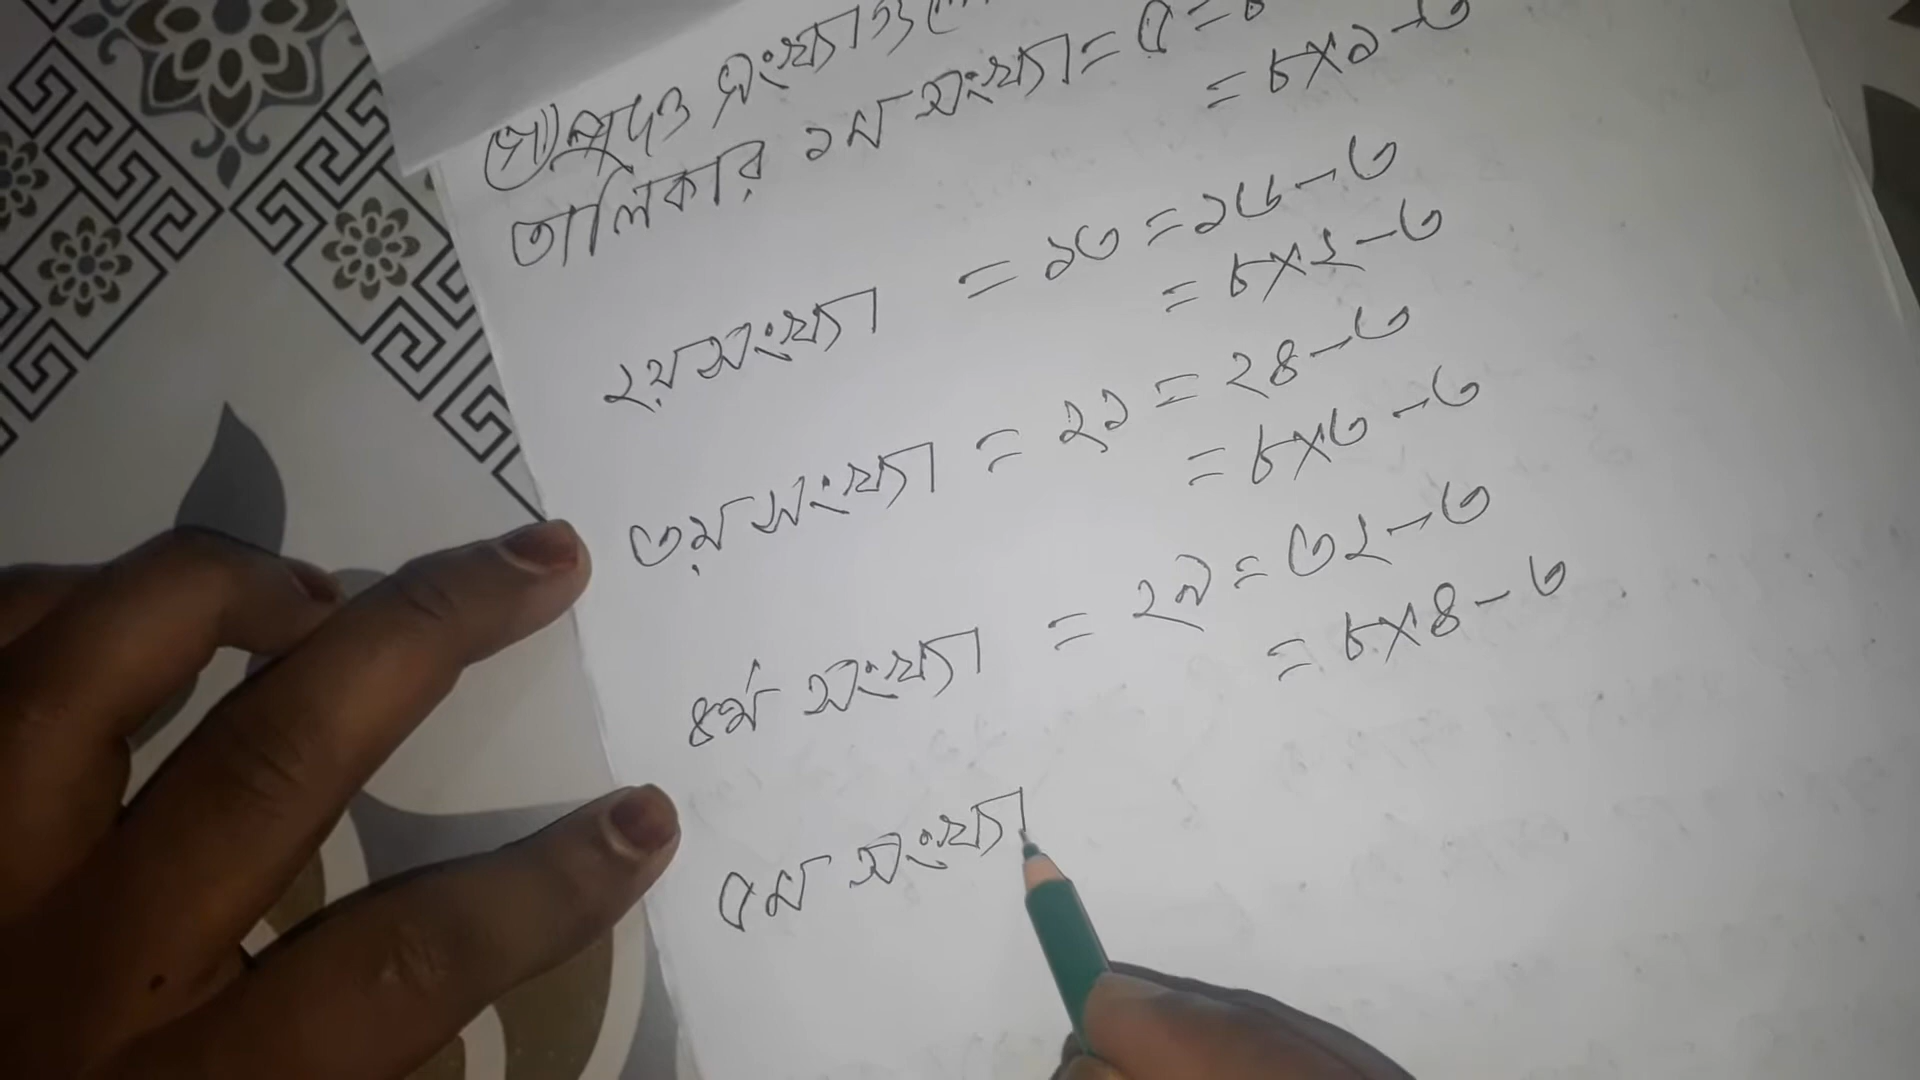 প্রদত্ত সংখ্যাগু
তালিকার ১ম সংখ্যা = ৫ = ৮
= ৮×১-৩
২য় সংখ্যা = ১৩ = ১৬-৩
= ৮×২-৩
৩য় সংখ্যা = ২১ = ২৪-৩
= ৮×৩-৩
৪র্থ সংখ্যা = ২৯ = ৩২-৩
= ৮×৪-৩
৫ম সংখ্যা